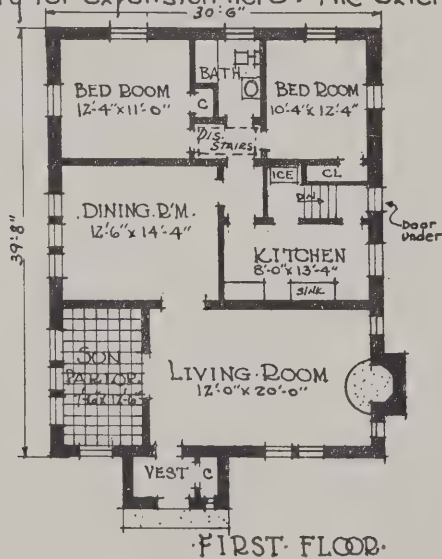 30'-6"
BED ROOM
12'-4"x11'-0"
BATH
C
BED ROOM
10'-4"x12'-4"
DIS.
STAIRS
ICE
CL
DN
DINING R'M.
12'-6"x14'-4"
39'-8"
Door
under
KITCHEN
8'-0"x13'-4"
SINK
SUN
PARLOR
LIVING ROOM
12'-0"x20'-0"
VEST
C
FIRST FLOOR